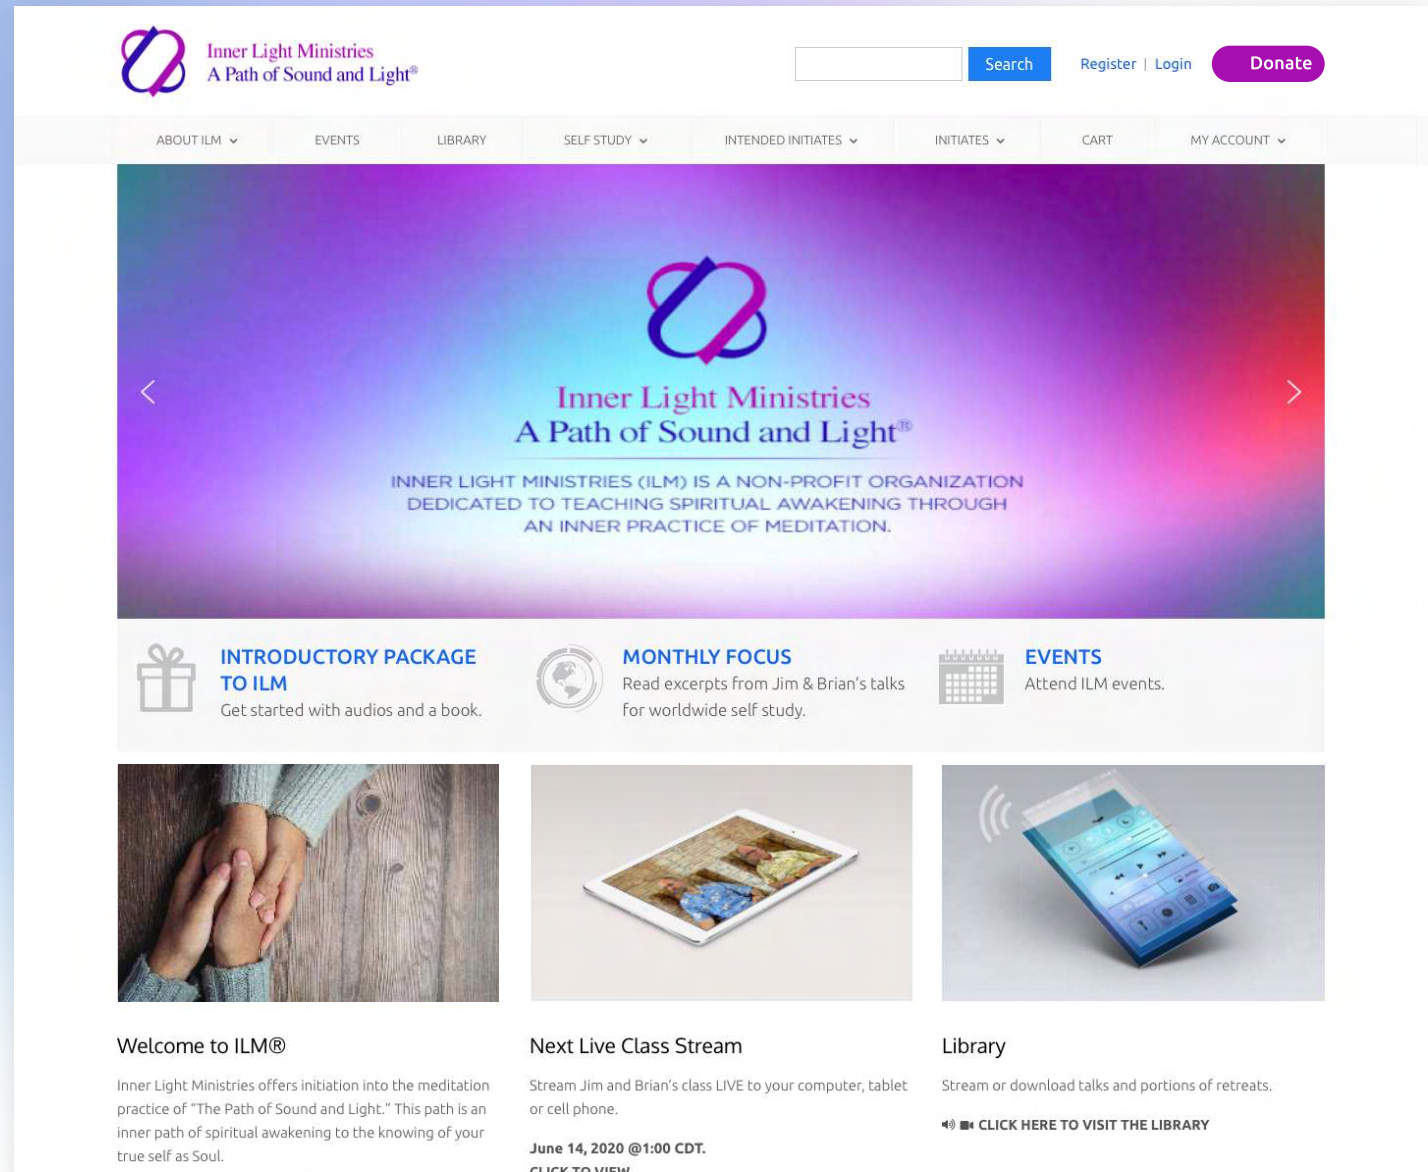 Inner Light Ministries
A Path of Sound and Light®
Search
Register | Login
Donate
ABOUT ILM
EVENTS
LIBRARY
SELF STUDY
INTENDED INITIATES
INITIATES
CART
MY ACCOUNT
Inner Light Ministries
A Path of Sound and Light®
INNER LIGHT MINISTRIES (ILM) IS A NON-PROFIT ORGANIZATION
DEDICATED TO TEACHING SPIRITUAL AWAKENING THROUGH
AN INNER PRACTICE OF MEDITATION.
INTRODUCTORY PACKAGE
TO ILM
Get started with audios and a book.
MONTHLY FOCUS
Read excerpts from Jim & Brian's talks
for worldwide self study.
EVENTS
Attend ILM events.
Welcome to ILM®
Inner Light Ministries offers initiation into the meditation
practice of “The Path of Sound and Light.” This path is an
inner path of spiritual awakening to the knowing of your
true self as Soul.
Next Live Class Stream
Stream Jim and Brian's class LIVE to your computer, tablet
or cell phone.
June 14, 2020 @1:00 CDT.
CLICK TO VIEW
Library
Stream or download talks and portions of retreats.
CLICK HERE TO VISIT THE LIBRARY